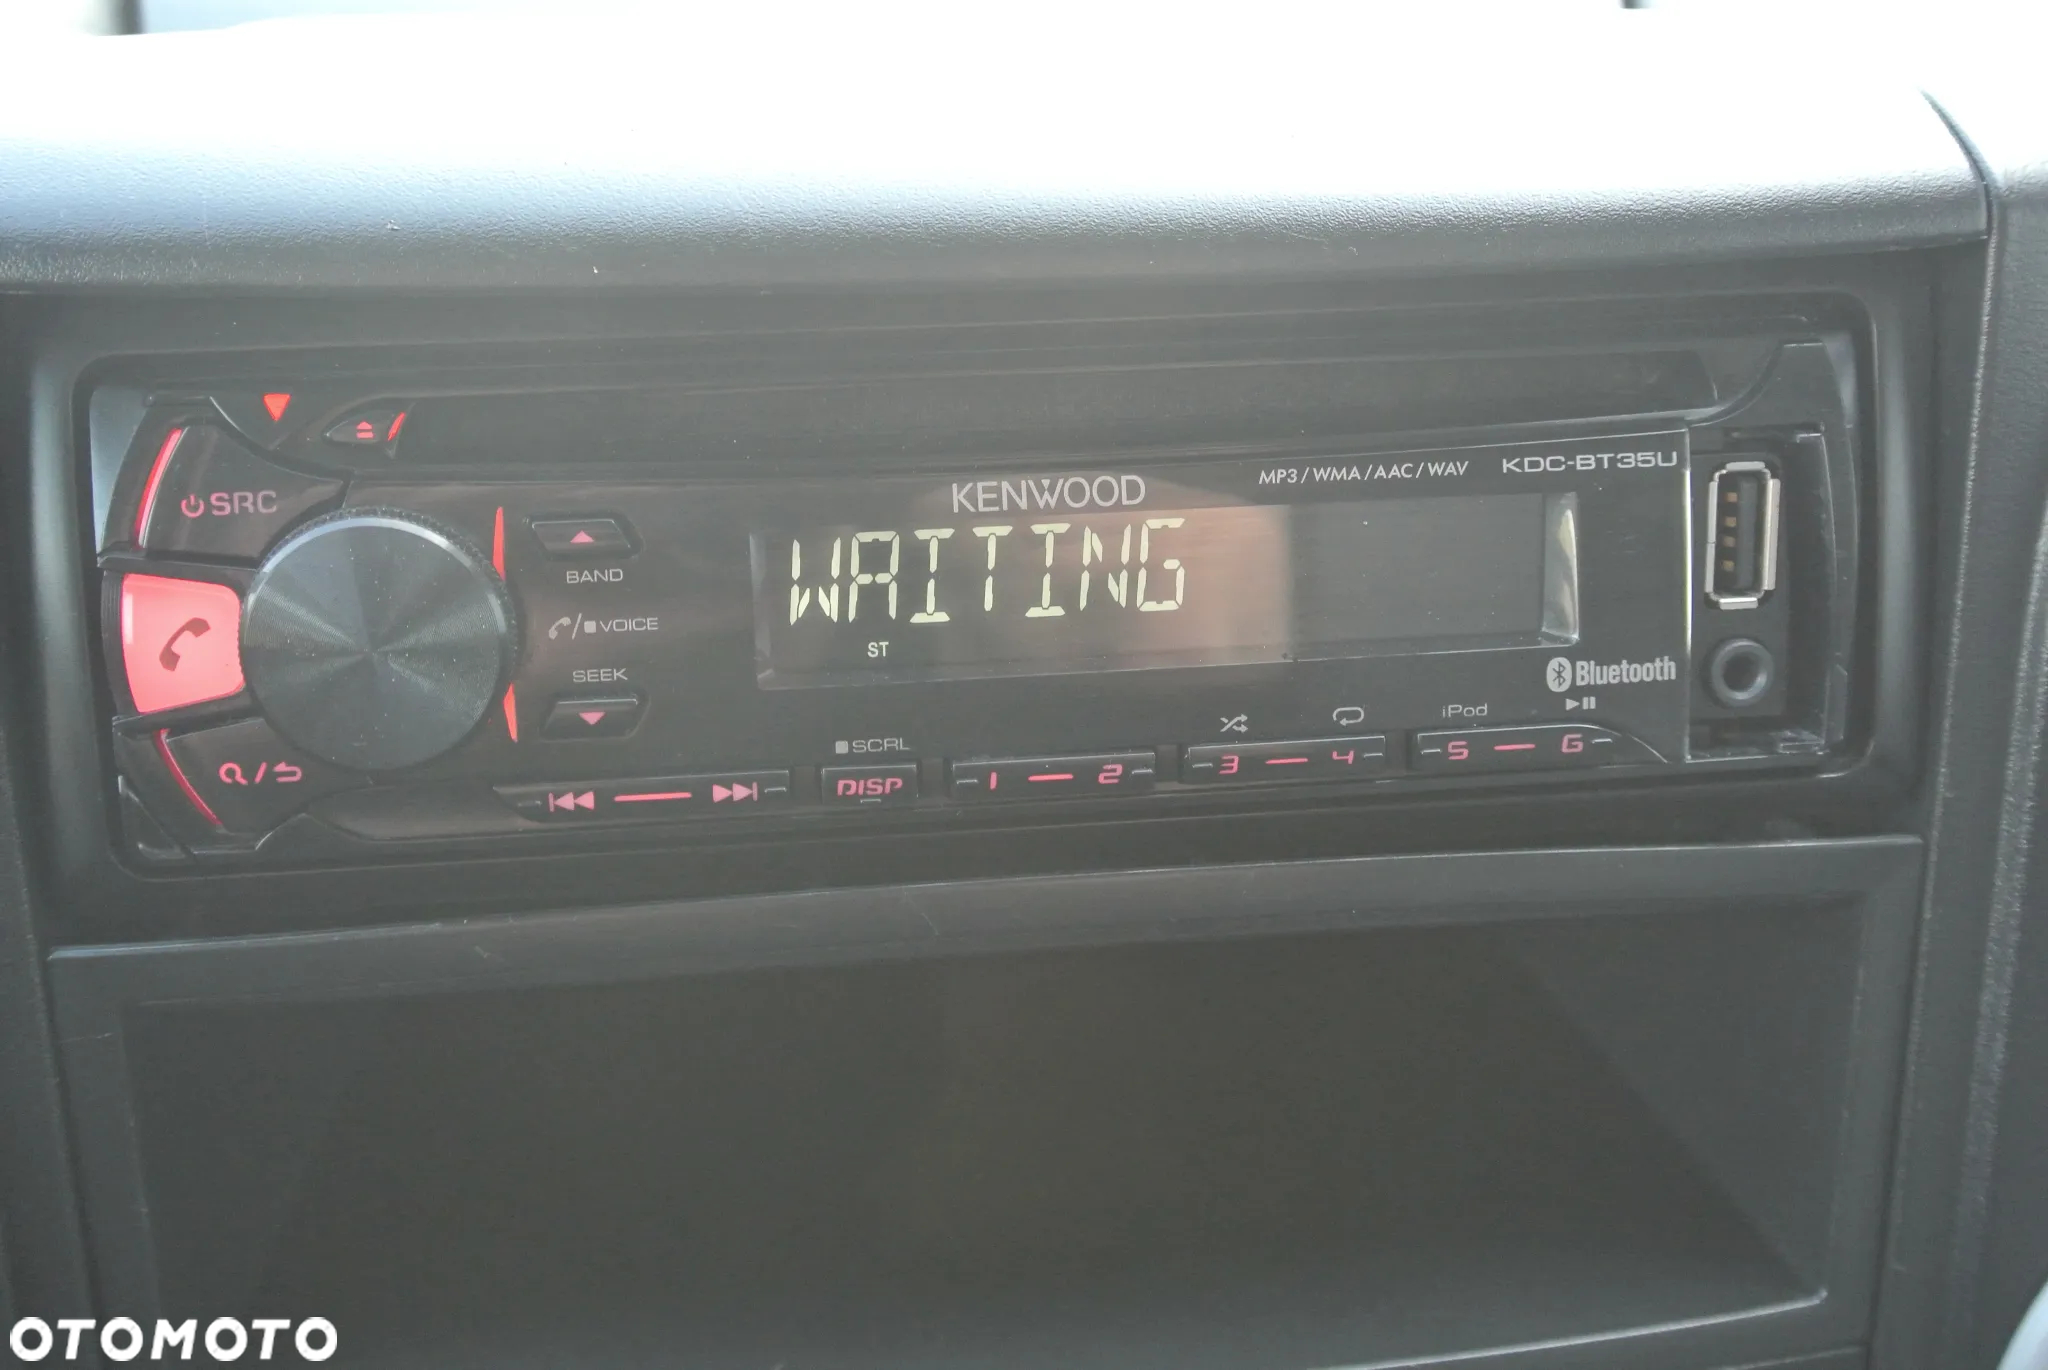 SRC
KENWOOD
MP3/WMA/AAC/WAV
KDC-BT35U
BAND
WAITING
/■VOICE
ST
SEEK
Bluetooth
■SCRL
iPod
DISP
1
2
3
4
5
6
OTOMOTO